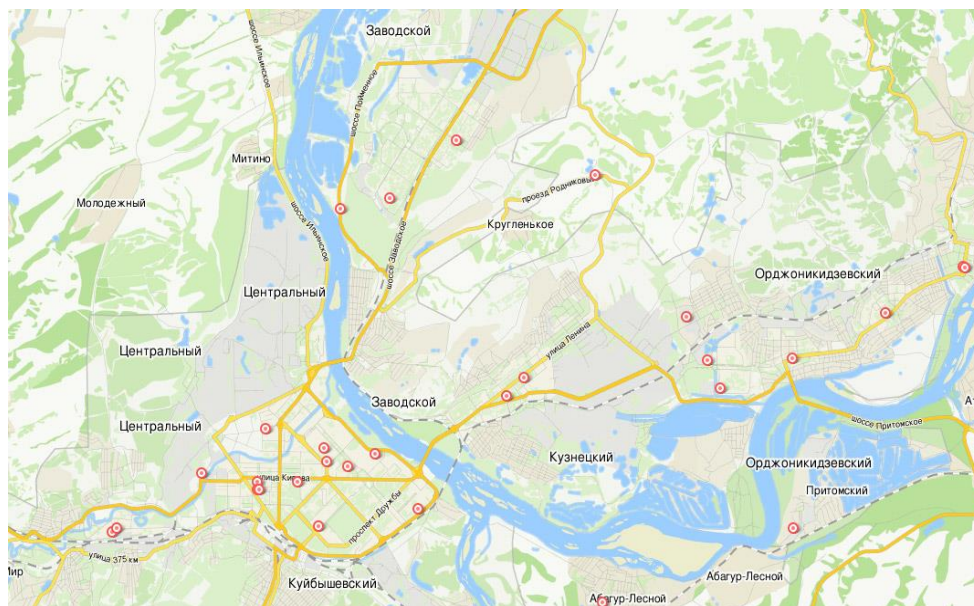 Заводской
шоссе Ильинское
шоссе Пойменное
Митино
Молодежный
проезд Родниковый
Кругленькое
шоссе Ильинское
шоссе Заводское
Орджоникидзевский
Центральный
улица Ленина
Центральный
Заводской
Центральный
шоссе Притомское
Кузнецкий
Орджоникидзевский
улица Кирова
Притомский
проспект Дружбы
улица 375 км
Абагур-Лесной
Куйбышевский
Абагур-Лесной